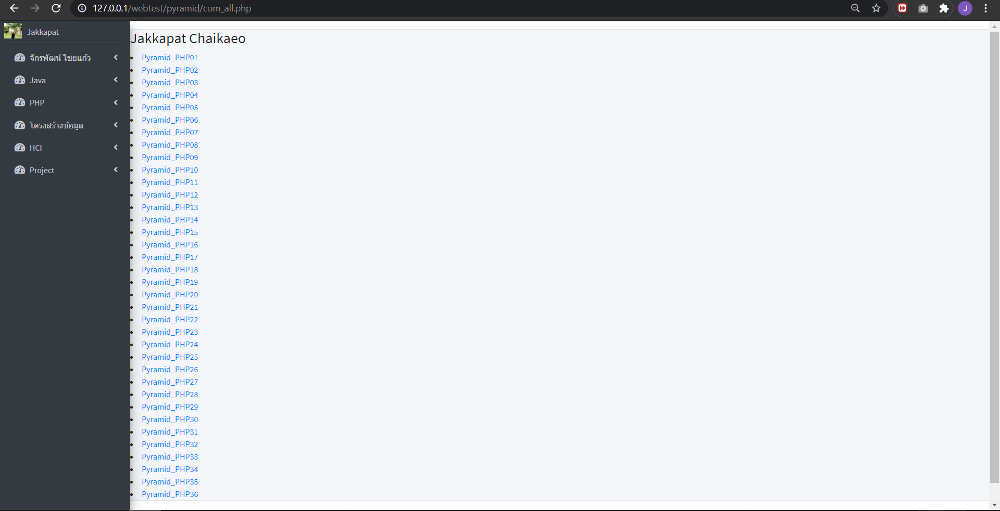 127.0.0.1/webtest/pyramid/com_all.php
J
Jakkapat
จักรพัฒน์ ไชยแก้ว
Java
PHP
โครงสร้างข้อมูล
HCI
Project
Jakkapat Chaikaeo
Pyramid_PHP01
Pyramid_PHP02
Pyramid_PHP03
Pyramid_PHP04
Pyramid_PHP05
Pyramid_PHP06
Pyramid_PHP07
Pyramid_PHP08
Pyramid_PHP09
Pyramid_PHP10
Pyramid_PHP11
Pyramid_PHP12
Pyramid_PHP13
Pyramid_PHP14
Pyramid_PHP15
Pyramid_PHP16
Pyramid_PHP17
Pyramid_PHP18
Pyramid_PHP19
Pyramid_PHP20
Pyramid_PHP21
Pyramid_PHP22
Pyramid_PHP23
Pyramid_PHP24
Pyramid_PHP25
Pyramid_PHP26
Pyramid_PHP27
Pyramid_PHP28
Pyramid_PHP29
Pyramid_PHP30
Pyramid_PHP31
Pyramid_PHP32
Pyramid_PHP33
Pyramid_PHP34
Pyramid_PHP35
Pyramid_PHP36